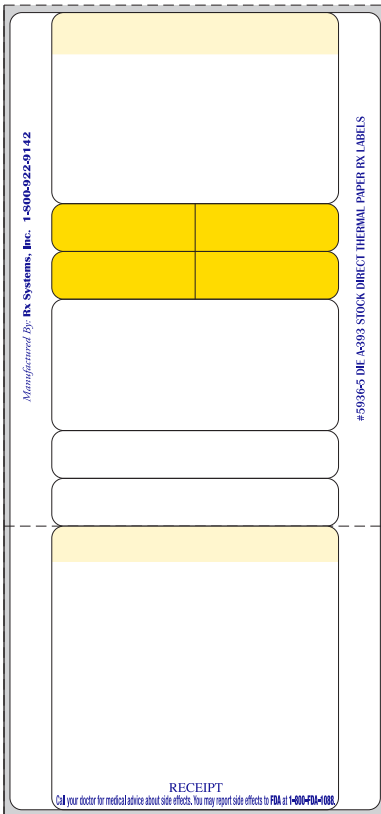 Manufactured By: Rx Systems, Inc. 1-800-922-9142
#5936-5 DIE A-393 STOCK DIRECT THERMAL PAPER RX LABELS
RECEIPT
Call your doctor for medical advice about side effects. You may report side effects to FDA at 1-800-FDA-1088.